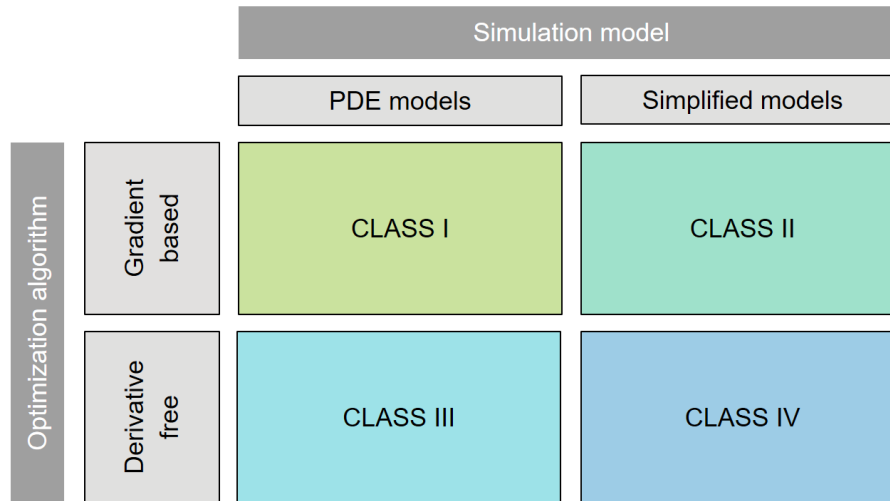 Simulation model
PDE models
Simplified models
Optimization algorithm
Gradient
based
CLASS I
CLASS II
Derivative
free
CLASS III
CLASS IV